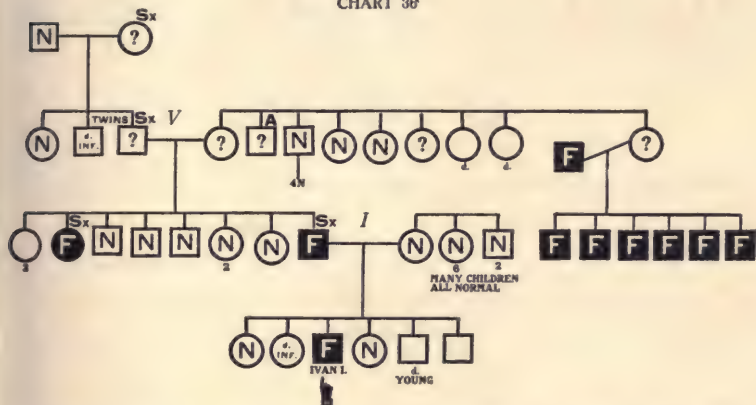 CHART 36
Sx
N ?
TWINS Sx V A
N d. INF. ? ? ? N N N ? d. d. F ?
4N
Sx Sx I
F N N N N N F N N N F F F F F F
3 2 6 2
MANY CHILDREN
ALL NORMAL
N d. INF. F N
IVAN I. d.
YOUNG